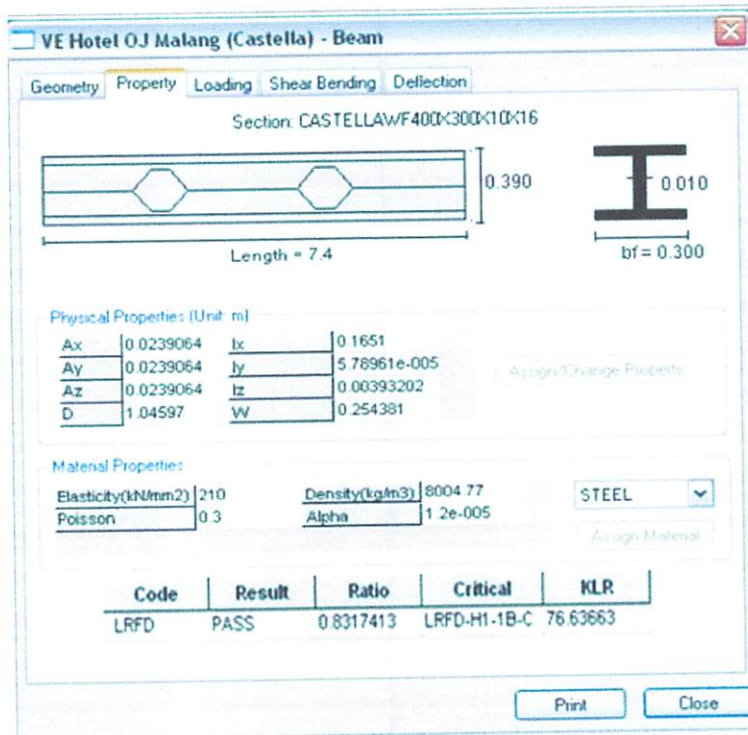 VE Hotel OJ Malang (Castella) - Beam
Geometry Property Loading Shear Bending Deflection
Section: CASTELLAWF400X300X10X16
0.390
0.010
Length = 7.4
bf = 0.300
Physical Properties (Unit: m)
Ax 0.0239064 Ix 0.1651
Ay 0.0239064 Iy 5.78961e-005
Az 0.0239064 Iz 0.00393202
D 1.04597 W 0.254381
Assign/Change Property
Material Properties
Elasticity(kN/mm2) 210 Density(kg/m3) 8004.77 STEEL
Poisson 0.3 Alpha 1.2e-005
Assign Material
Code Result Ratio Critical KLR
LRFD PASS 0.8317413 LRFD-H1-1B-C 76.63663
Print Close